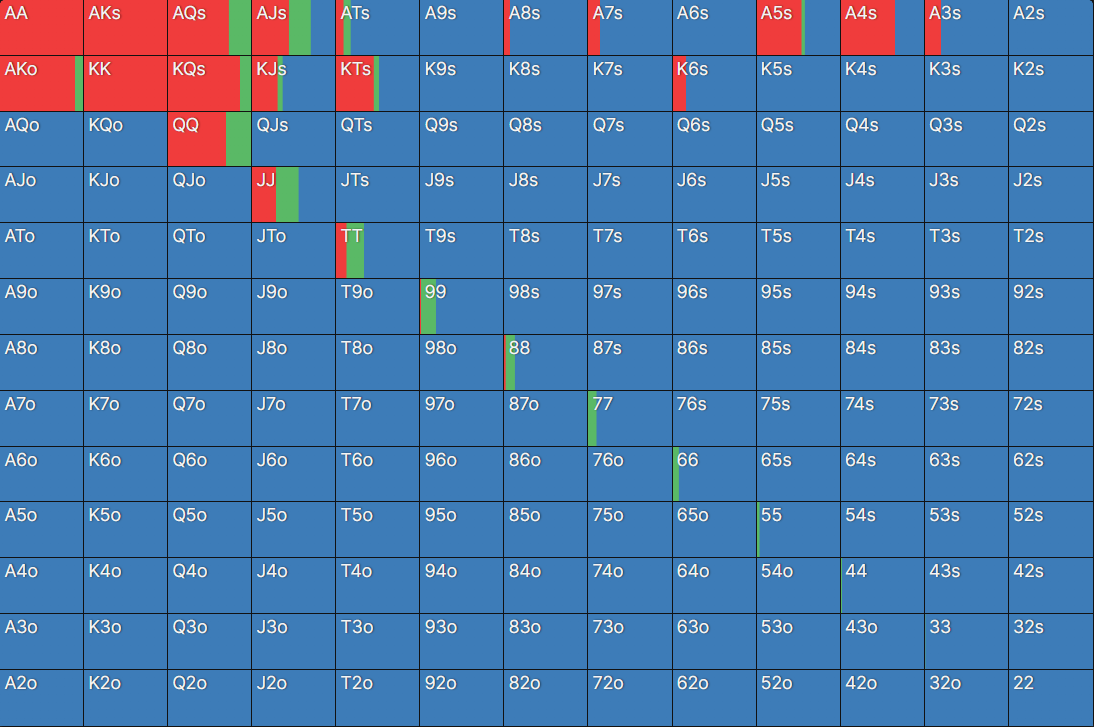 AA AKs AQs AJs ATs A9s A8s A7s A6s A5s A4s A3s A2s
AKo KK KQs KJs KTs K9s K8s K7s K6s K5s K4s K3s K2s
AQo KQo QQ QJs QTs Q9s Q8s Q7s Q6s Q5s Q4s Q3s Q2s
AJo KJo QJo JJ JTs J9s J8s J7s J6s J5s J4s J3s J2s
ATo KTo QTo JTo TT T9s T8s T7s T6s T5s T4s T3s T2s
A9o K9o Q9o J9o T9o 99 98s 97s 96s 95s 94s 93s 92s
A8o K8o Q8o J8o T8o 98o 88 87s 86s 85s 84s 83s 82s
A7o K7o Q7o J7o T7o 97o 87o 77 76s 75s 74s 73s 72s
A6o K6o Q6o J6o T6o 96o 86o 76o 66 65s 64s 63s 62s
A5o K5o Q5o J5o T5o 95o 85o 75o 65o 55 54s 53s 52s
A4o K4o Q4o J4o T4o 94o 84o 74o 64o 54o 44 43s 42s
A3o K3o Q3o J3o T3o 93o 83o 73o 63o 53o 43o 33 32s
A2o K2o Q2o J2o T2o 92o 82o 72o 62o 52o 42o 32o 22